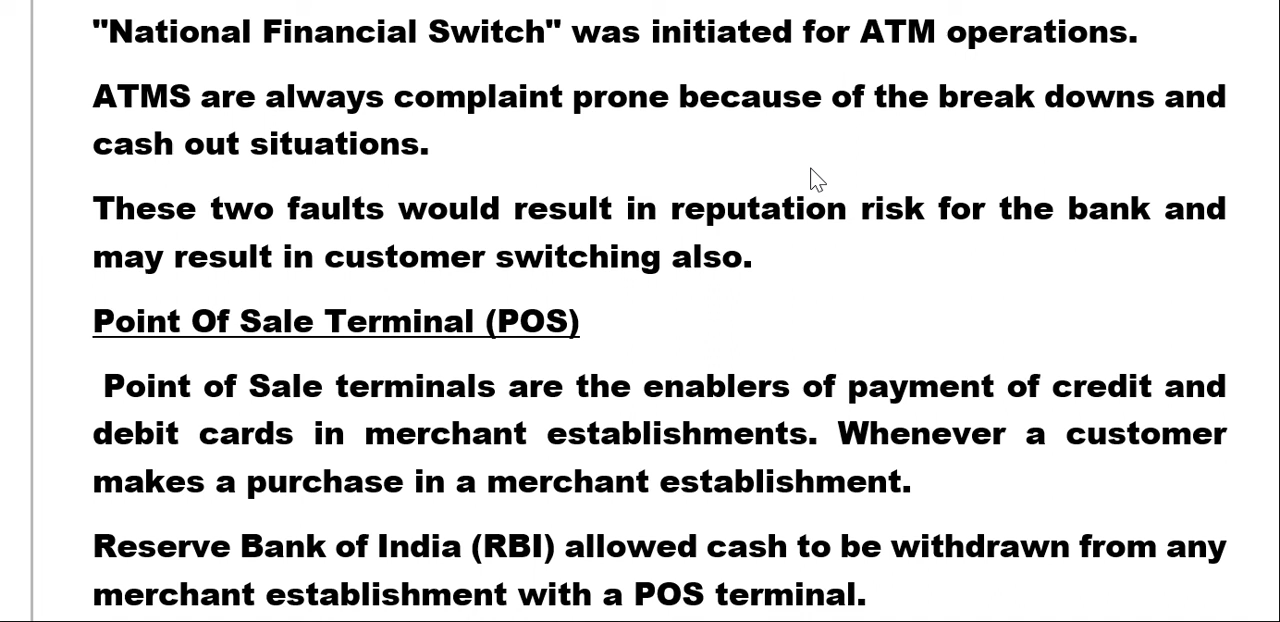 "National Financial Switch" was initiated for ATM operations.
ATMS are always complaint prone because of the break downs and
cash out situations.
These two faults would result in reputation risk for the bank and
may result in customer switching also.
Point Of Sale Terminal (POS)
Point of Sale terminals are the enablers of payment of credit and
debit cards in merchant establishments. Whenever a customer
makes a purchase in a merchant establishment.
Reserve Bank of India (RBI) allowed cash to be withdrawn from any
merchant establishment with a POS terminal.